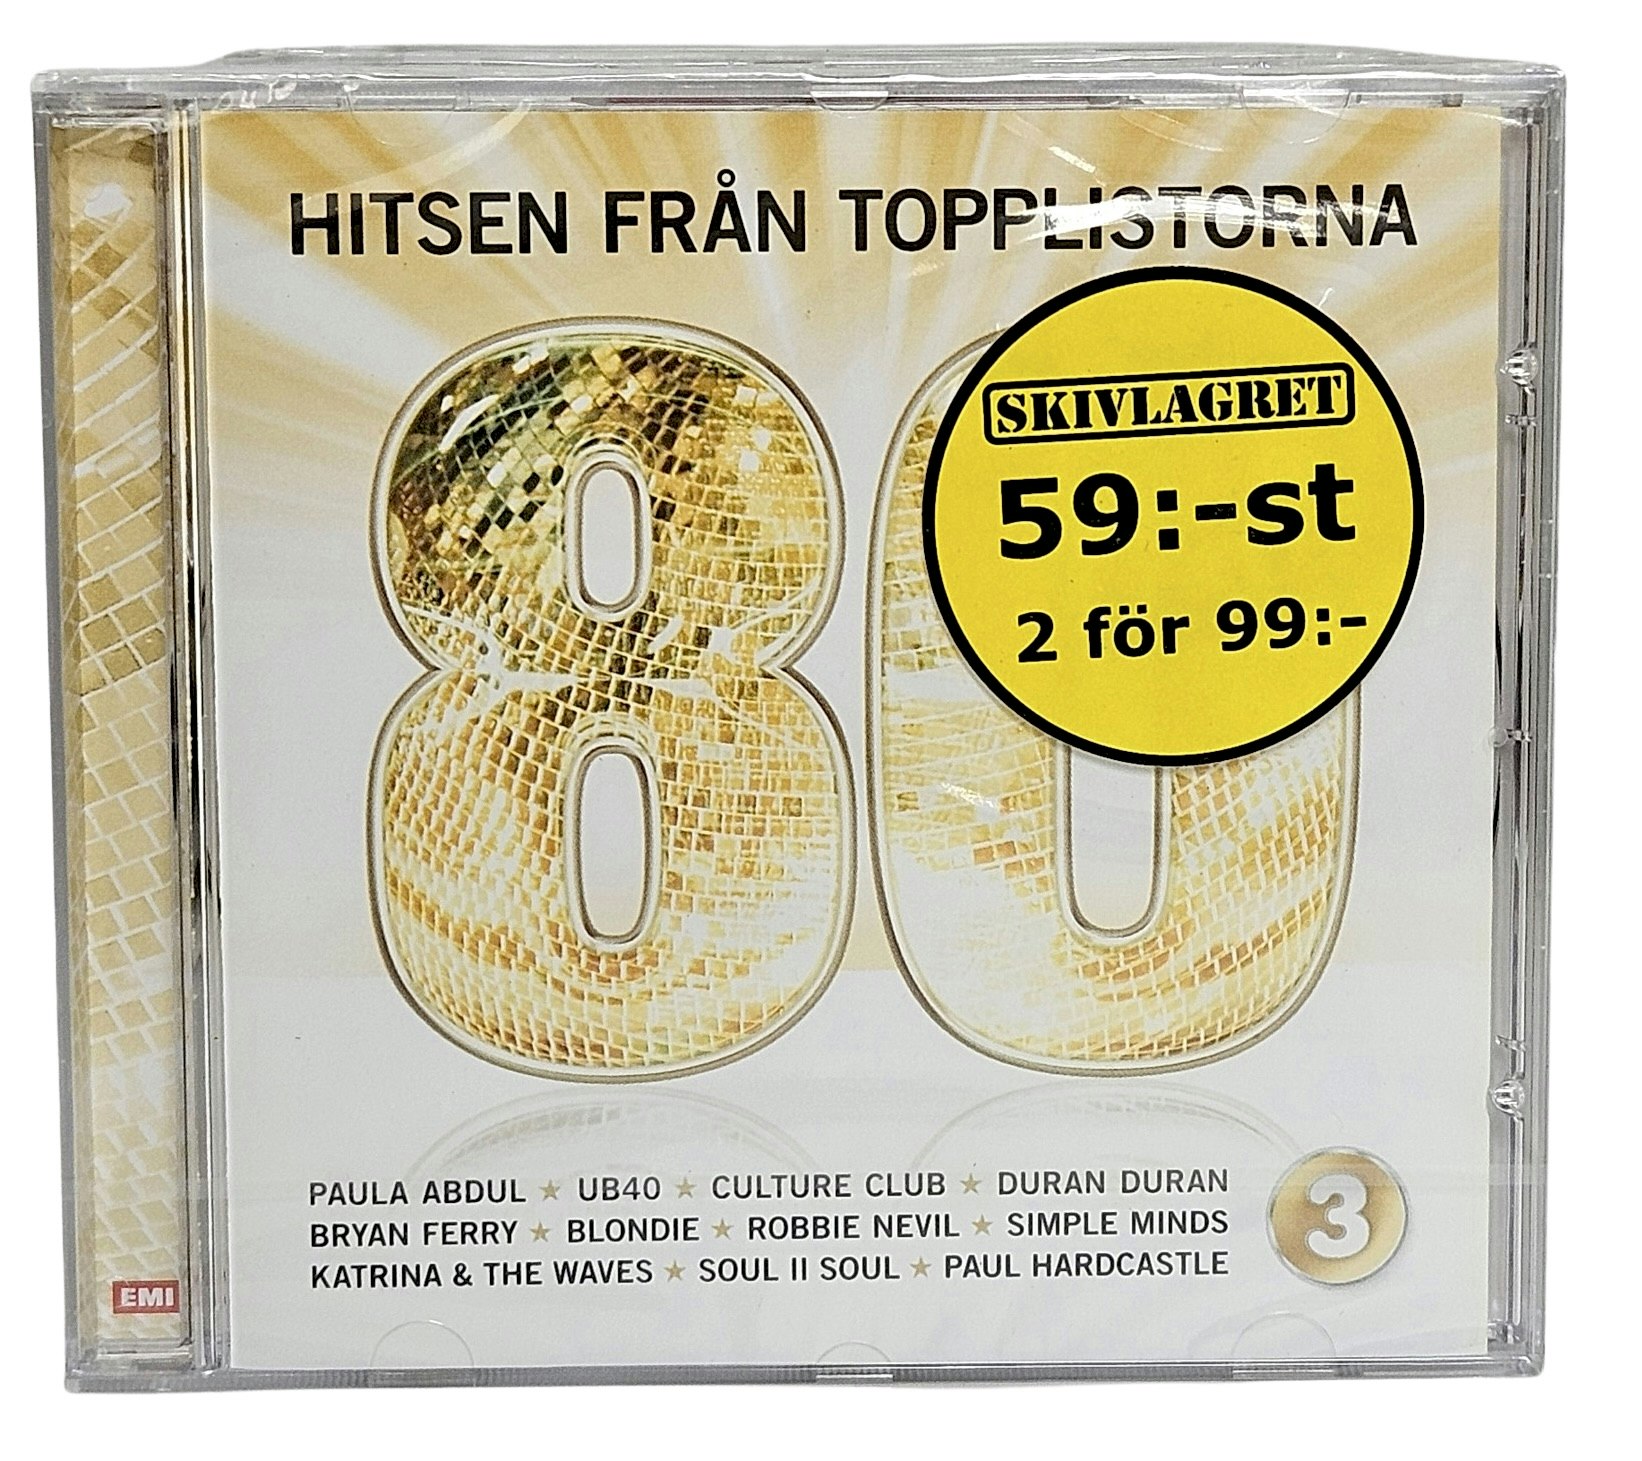 HITSEN FRÅN TOPPLISTORNA
80
SKIVLAGRET
59:-st
2 för 99:-
PAULA ABDUL ★ UB40 ★ CULTURE CLUB ★ DURAN DURAN
BRYAN FERRY ★ BLONDIE ★ ROBBIE NEVIL ★ SIMPLE MINDS
KATRINA & THE WAVES ★ SOUL II SOUL ★ PAUL HARDCASTLE
3
EMI